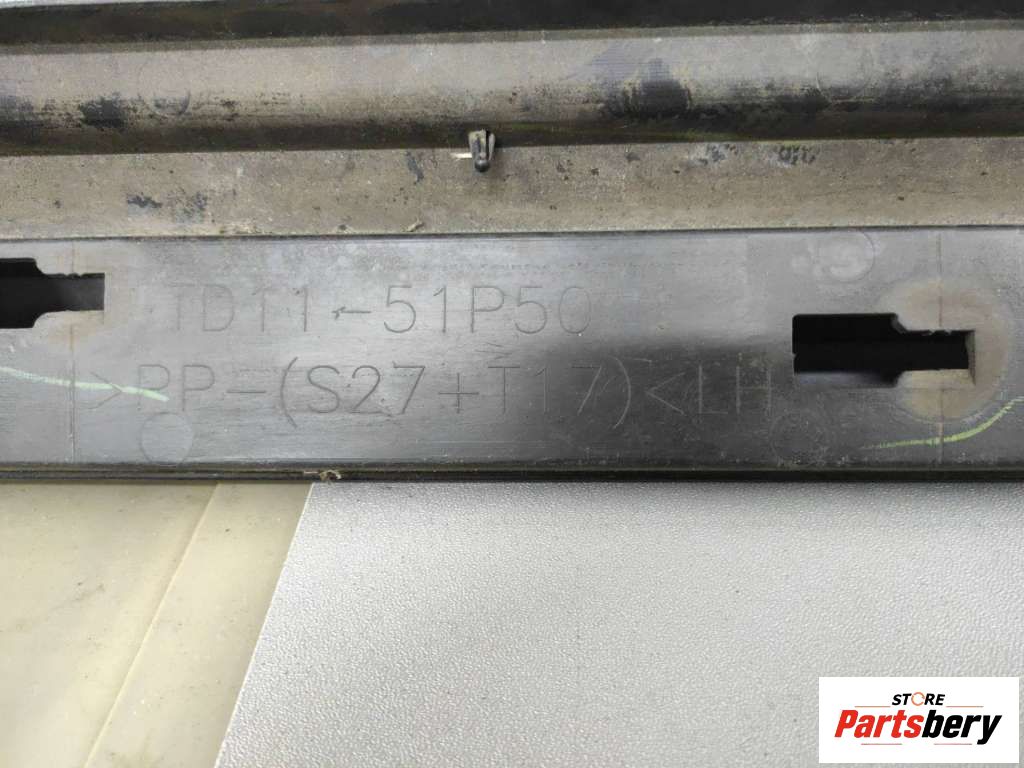 TD11-51P50
>PP-(S27+T17)<LH
STORE
Partsbery